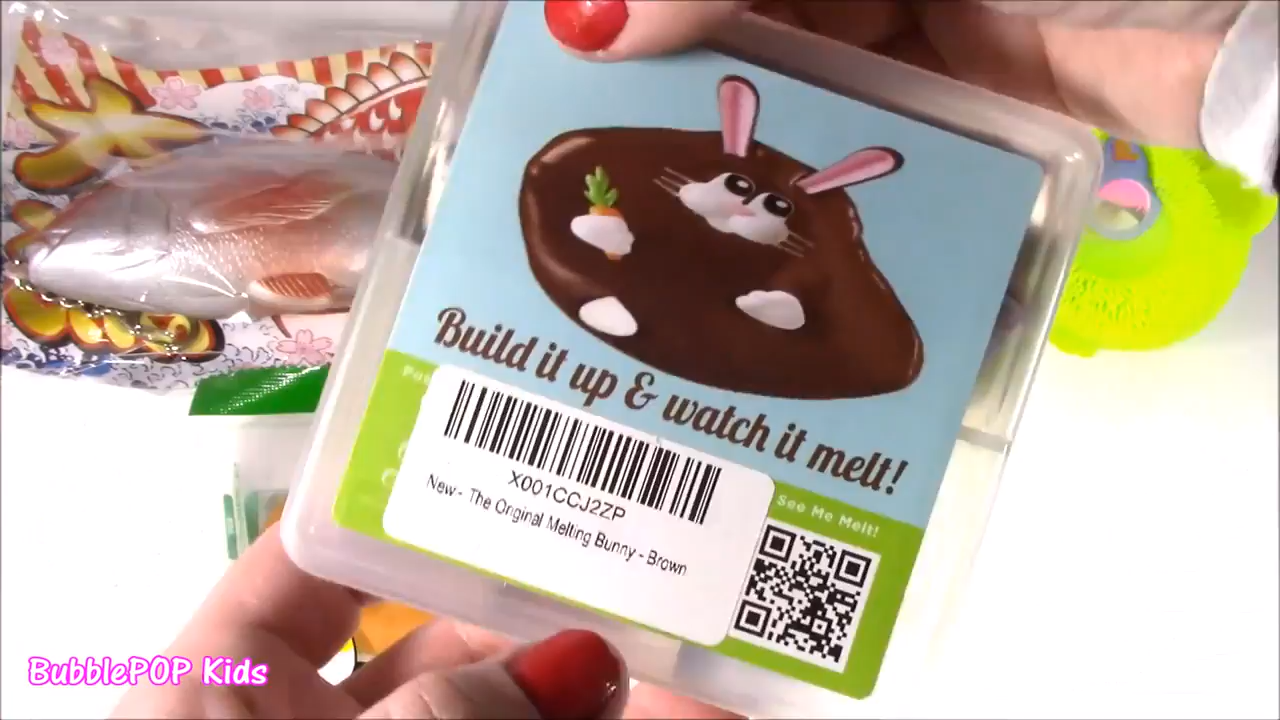 Build it up & watch it melt!
X001CCJ2ZP
New - The Original Melting Bunny - Brown
See Me Melt!
BubblePOP Kids